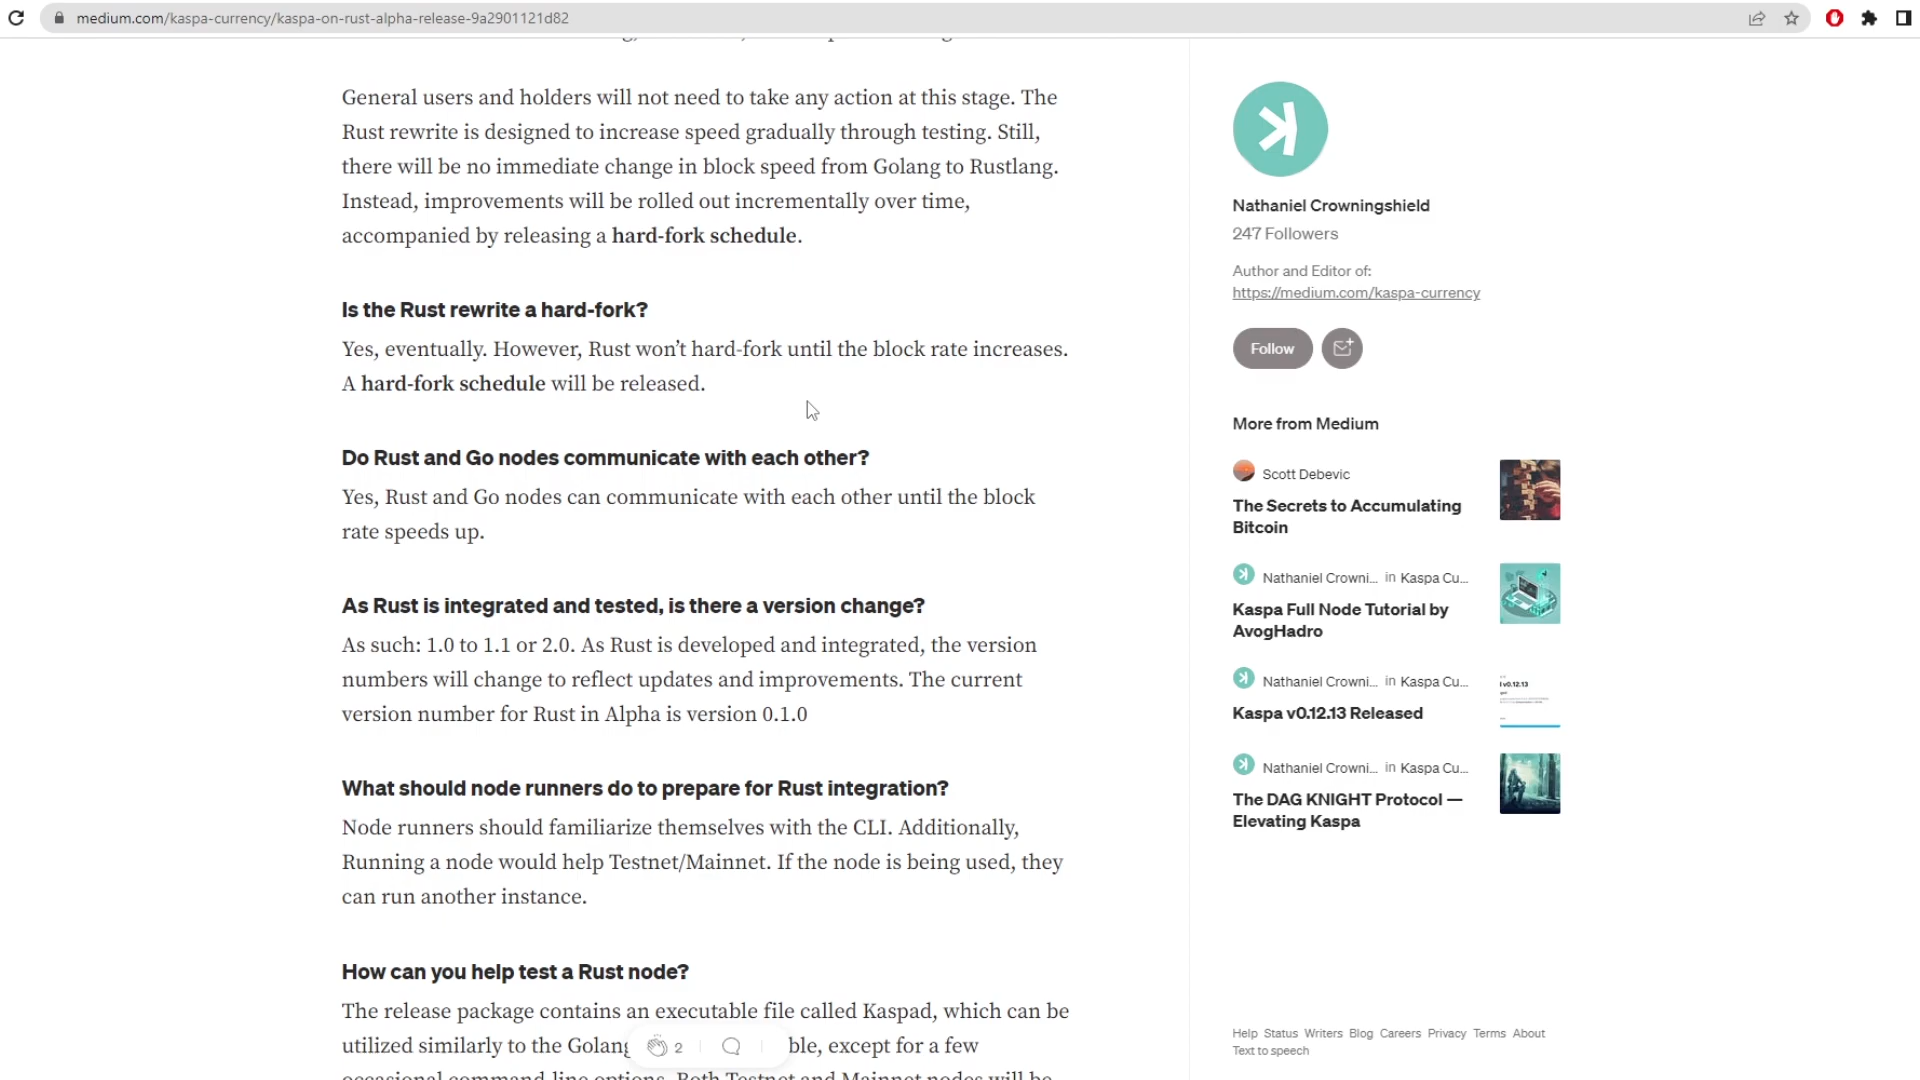 medium.com/kaspa-currency/kaspa-on-rust-alpha-release-9a2901121d82
General users and holders will not need to take any action at this stage. The
Rust rewrite is designed to increase speed gradually through testing. Still,
there will be no immediate change in block speed from Golang to Rustlang.
Instead, improvements will be rolled out incrementally over time,
accompanied by releasing a hard-fork schedule.
Is the Rust rewrite a hard-fork?
Yes, eventually. However, Rust won’t hard-fork until the block rate increases.
A hard-fork schedule will be released.
Do Rust and Go nodes communicate with each other?
Yes, Rust and Go nodes can communicate with each other until the block
rate speeds up.
As Rust is integrated and tested, is there a version change?
As such: 1.0 to 1.1 or 2.0. As Rust is developed and integrated, the version
numbers will change to reflect updates and improvements. The current
version number for Rust in Alpha is version 0.1.0
What should node runners do to prepare for Rust integration?
Node runners should familiarize themselves with the CLI. Additionally,
Running a node would help Testnet/Mainnet. If the node is being used, they
can run another instance.
How can you help test a Rust node?
The release package contains an executable file called Kaspad, which can be
utilized similarly to the Golang ble, except for a few
occasional command-line options. Both Testnet and Mainnet nodes will be
2
Nathaniel Crowningshield
247 Followers
Author and Editor of:
https://medium.com/kaspa-currency
Follow
More from Medium
Scott Debevic
The Secrets to Accumulating
Bitcoin
Nathaniel Crowni... in Kaspa Cu...
Kaspa Full Node Tutorial by
AvogHadro
Nathaniel Crowni... in Kaspa Cu...
Kaspa v0.12.13 Released
v0.12.13
Nathaniel Crowni... in Kaspa Cu...
The DAG KNIGHT Protocol —
Elevating Kaspa
Help Status Writers Blog Careers Privacy Terms About
Text to speech